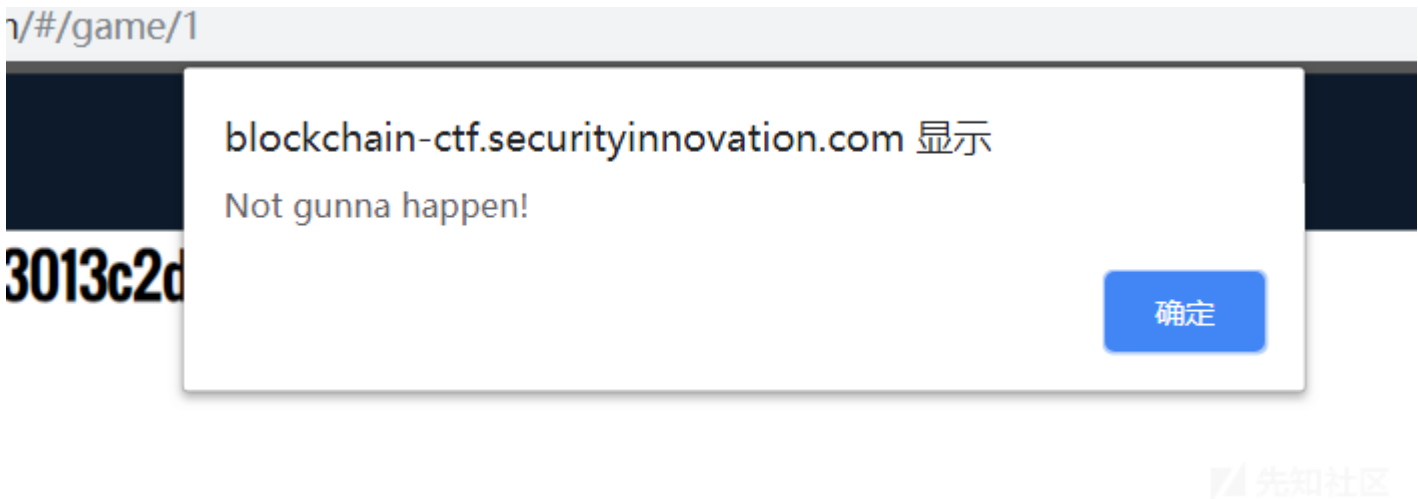 n/#/game/1
blockchain-ctf.securityinnovation.com 显示
Not gunna happen!
3013c2d
确定
先知社区